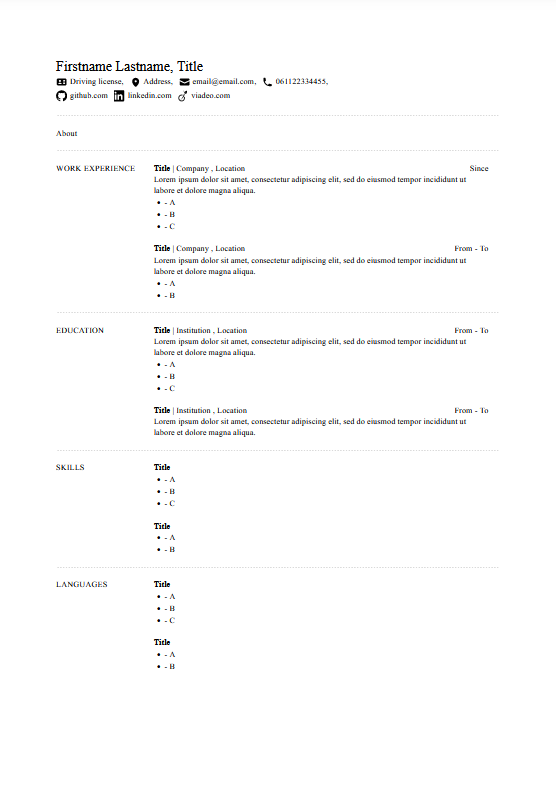 Firstname Lastname, Title
Driving license, Address, email@email.com, 061122334455,
github.com linkedin.com viadeo.com
About
WORK EXPERIENCE Title | Company , Location Since
Lorem ipsum dolor sit amet, consectetur adipiscing elit, sed do eiusmod tempor incididunt ut
labore et dolore magna aliqua.
• - A
• - B
• - C
Title | Company , Location From - To
Lorem ipsum dolor sit amet, consectetur adipiscing elit, sed do eiusmod tempor incididunt ut
labore et dolore magna aliqua.
• - A
• - B
EDUCATION Title | Institution , Location From - To
Lorem ipsum dolor sit amet, consectetur adipiscing elit, sed do eiusmod tempor incididunt ut
labore et dolore magna aliqua.
• - A
• - B
• - C
Title | Institution , Location From - To
Lorem ipsum dolor sit amet, consectetur adipiscing elit, sed do eiusmod tempor incididunt ut
labore et dolore magna aliqua.
SKILLS Title
• - A
• - B
• - C
Title
• - A
• - B
LANGUAGES Title
• - A
• - B
• - C
Title
• - A
• - B